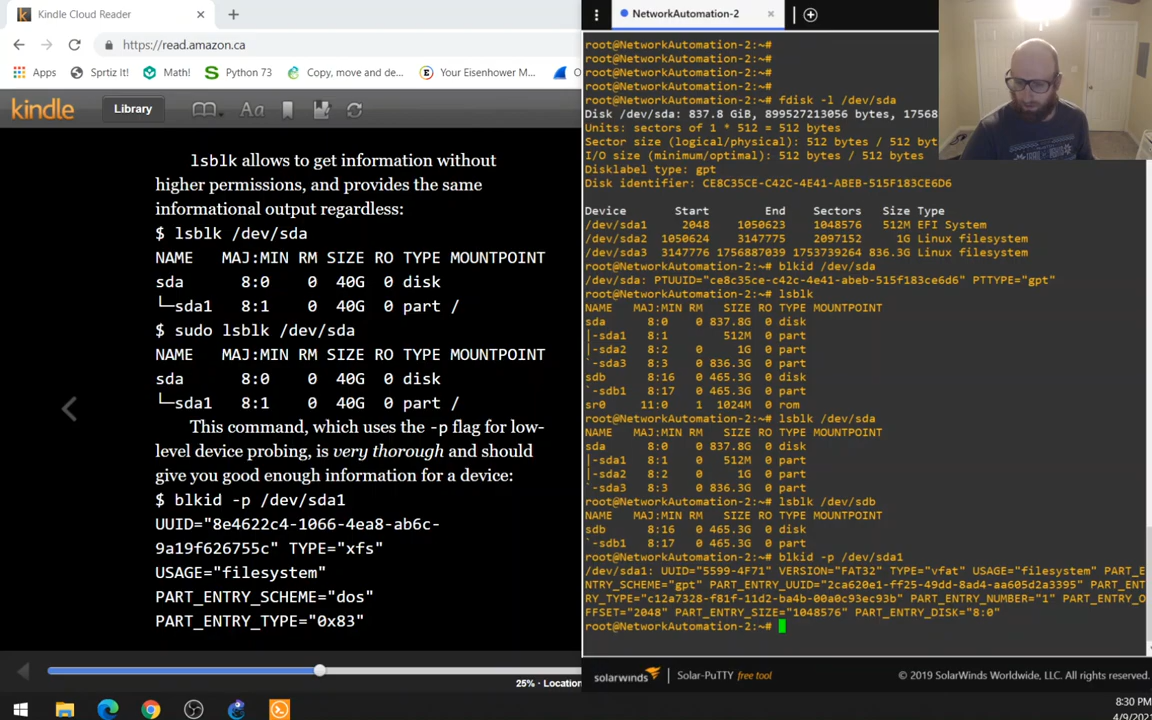 Kindle Cloud Reader
https://read.amazon.ca
Apps
Sprtiz It!
Math!
Python 73
Copy, move and de...
Your Eisenhower M...
kindle
Library
Aa
lsblk allows to get information without
higher permissions, and provides the same
informational output regardless:
$ lsblk /dev/sda
NAME MAJ:MIN RM SIZE RO TYPE MOUNTPOINT
sda 8:0 0 40G 0 disk
└─sda1 8:1 0 40G 0 part /
$ sudo lsblk /dev/sda
NAME MAJ:MIN RM SIZE RO TYPE MOUNTPOINT
sda 8:0 0 40G 0 disk
└─sda1 8:1 0 40G 0 part /
This command, which uses the -p flag for low-
level device probing, is very thorough and should
give you good enough information for a device:
$ blkid -p /dev/sda1
UUID="8e4622c4-1066-4ea8-ab6c-
9a19f626755c" TYPE="xfs"
USAGE="filesystem"
PART_ENTRY_SCHEME="dos"
PART_ENTRY_TYPE="0x83"
25% · Location
NetworkAutomation-2
root@NetworkAutomation-2:~#
root@NetworkAutomation-2:~#
root@NetworkAutomation-2:~#
root@NetworkAutomation-2:~#
root@NetworkAutomation-2:~# fdisk -l /dev/sda
Disk /dev/sda: 837.8 GiB, 899527213056 bytes, 17568
Units: sectors of 1 * 512 = 512 bytes
Sector size (logical/physical): 512 bytes / 512 byt
I/O size (minimum/optimal): 512 bytes / 512 bytes
Disklabel type: gpt
Disk identifier: CE8C35CE-C42C-4E41-ABEB-515F183CE6D6
Device Start End Sectors Size Type
/dev/sda1 2048 1050623 1048576 512M EFI System
/dev/sda2 1050624 3147775 2097152 1G Linux filesystem
/dev/sda3 3147776 1756887039 1753739264 836.3G Linux filesystem
root@NetworkAutomation-2:~# blkid /dev/sda
/dev/sda: PTUUID="ce8c35ce-c42c-4e41-abeb-515f183ce6d6" PTTYPE="gpt"
root@NetworkAutomation-2:~# lsblk
NAME MAJ:MIN RM SIZE RO TYPE MOUNTPOINT
sda 8:0 0 837.8G 0 disk
|-sda1 8:1 512M 0 part
|-sda2 8:2 0 1G 0 part
`-sda3 8:3 0 836.3G 0 part
sdb 8:16 0 465.3G 0 disk
`-sdb1 8:17 0 465.3G 0 part
sr0 11:0 1 1024M 0 rom
root@NetworkAutomation-2:~# lsblk /dev/sda
NAME MAJ:MIN RM SIZE RO TYPE MOUNTPOINT
sda 8:0 0 837.8G 0 disk
|-sda1 8:1 0 512M 0 part
|-sda2 8:2 0 1G 0 part
`-sda3 8:3 0 836.3G 0 part
root@NetworkAutomation-2:~# lsblk /dev/sdb
NAME MAJ:MIN RM SIZE RO TYPE MOUNTPOINT
sdb 8:16 0 465.3G 0 disk
`-sdb1 8:17 0 465.3G 0 part
root@NetworkAutomation-2:~# blkid -p /dev/sda1
/dev/sda1: UUID="5599-4F71" VERSION="FAT32" TYPE="vfat" USAGE="filesystem" PART_E
NTRY_SCHEME="gpt" PART_ENTRY_UUID="2ca620e1-ff25-49dd-8ad4-aa605d2a3395" PART_ENT
RY_TYPE="c12a7328-f81f-11d2-ba4b-00a0c93ec93b" PART_ENTRY_NUMBER="1" PART_ENTRY_O
FFSET="2048" PART_ENTRY_SIZE="1048576" PART_ENTRY_DISK="8:0"
root@NetworkAutomation-2:~#
solarwinds Solar-PuTTY free tool
© 2019 SolarWinds Worldwide, LLC. All rights reserved.
8:30 PM